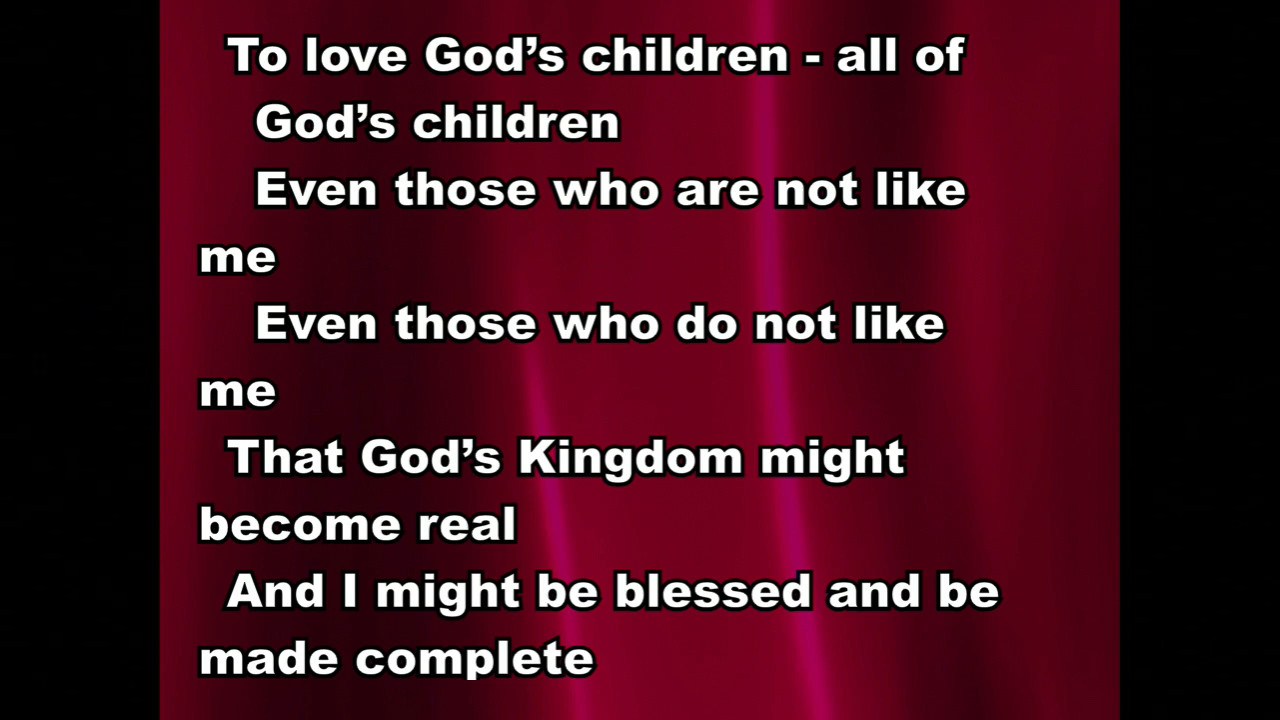 To love God’s children - all of
God’s children
Even those who are not like
me
Even those who do not like
me
That God’s Kingdom might
become real
And I might be blessed and be
made complete